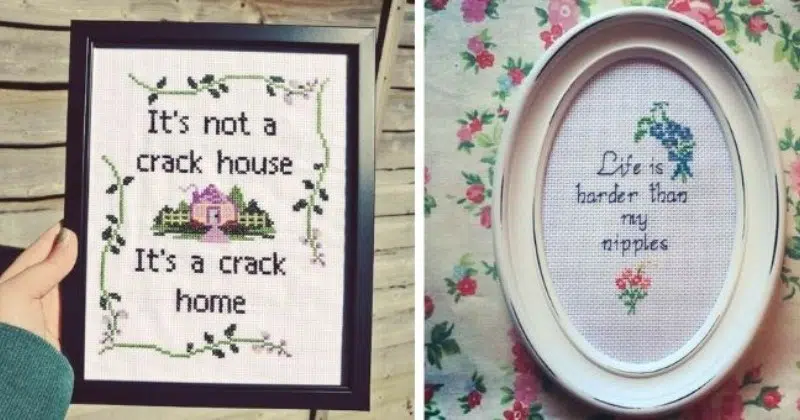 It's not a
crack house
It's a crack
home
Life is
harder than
my
nipples